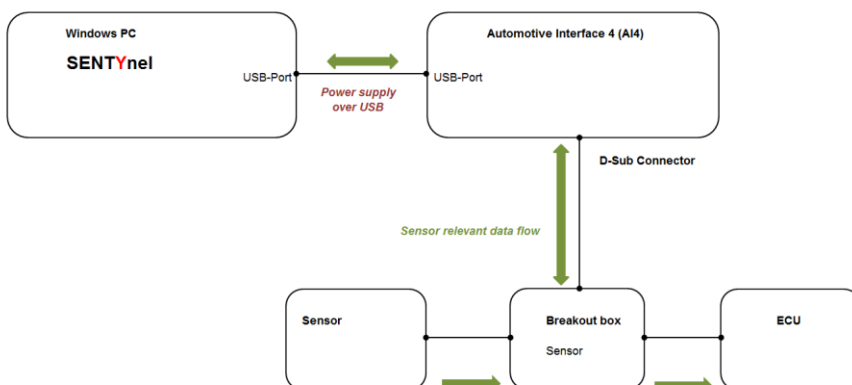 Windows PC
SENTYnel
USB-Port
Power supply
over USB
Automotive Interface 4 (AI4)
USB-Port
D-Sub Connector
Sensor relevant data flow
Sensor
Breakout box
Sensor
ECU